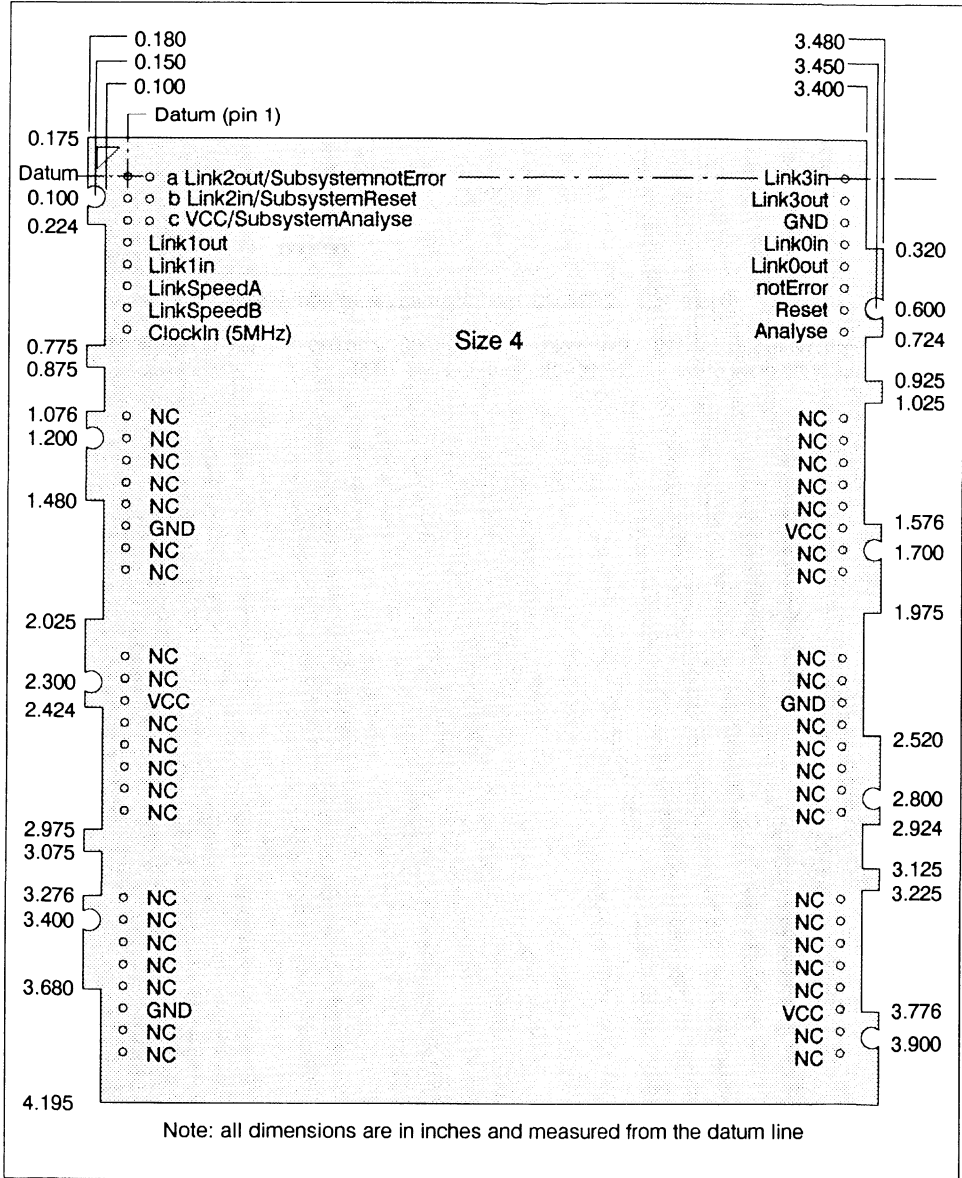 0.180 3.480
0.150 3.450
0.100 3.400
Datum (pin 1)
0.175
Datum a Link2out/SubsystemnotError Link3in
0.100 b Link2in/SubsystemReset Link3out
0.224 c VCC/SubsystemAnalyse GND
Link1out Link0in 0.320
Link1in Link0out
LinkSpeedA notError
LinkSpeedB Reset 0.600
ClockIn (5MHz) Size 4 Analyse 0.724
0.775
0.875 0.925
1.025
1.076 NC NC
1.200 NC NC
NC NC
NC NC
1.480 NC NC
GND VCC 1.576
NC NC 1.700
NC NC
2.025 1.975
NC NC
2.300 NC NC
2.424 VCC GND
NC NC
NC NC 2.520
NC NC
NC NC 2.800
NC NC
2.975 2.924
3.075 3.125
3.276 NC NC 3.225
3.400 NC NC
NC NC
NC NC
3.680 NC NC
GND VCC 3.776
NC NC 3.900
NC NC
4.195
Note: all dimensions are in inches and measured from the datum line